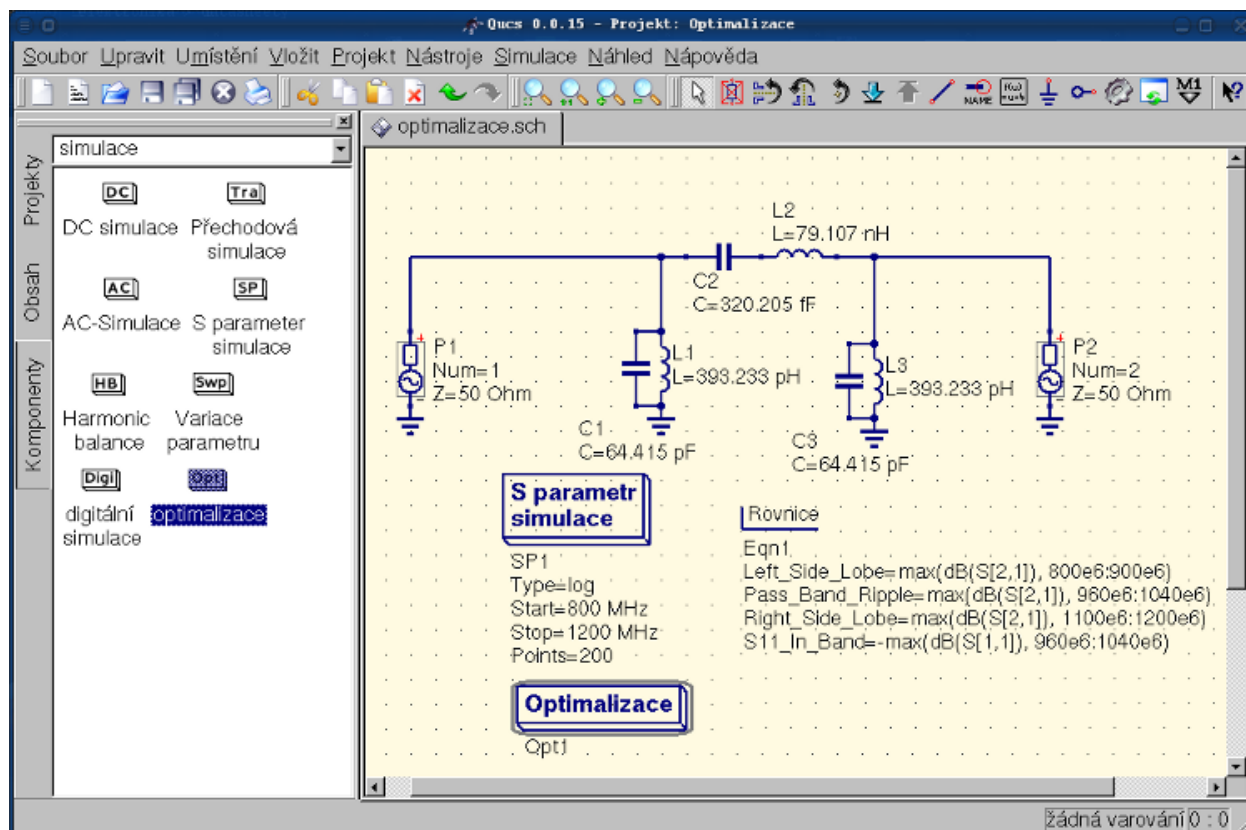 Qucs 0.0.15 - Projekt: Optimalizace
Soubor Upravit Umístění Vložit Projekt Nástroje Simulace Náhled Nápověda
NAME
M1
optimalizace.sch
Projekty
Obsah
Komponenty
simulace
DC
Tra
DC simulace Přechodová
simulace
AC
SP
AC-Simulace S parameter
simulace
HB
Swp
Harmonic Variace
balance parametru
Digi
Opt
digitální optimalizace
simulace
L2
L=79.107 nH
C2
C=320.205 fF
P1
Num=1
Z=50 Ohm
L1
L=393.233 pH
C1
C=64.415 pF
L3
L=393.233 pH
C3
C=64.415 pF
P2
Num=2
Z=50 Ohm
S parametr
simulace
SP1
Type=log
Start=800 MHz
Stop=1200 MHz
Points=200
Rovnice
Eqn1
Left_Side_Lobe=max(dB(S[2,1]), 800e6:900e6)
Pass_Band_Ripple=max(dB(S[2,1]), 960e6:1040e6)
Right_Side_Lobe=max(dB(S[2,1]), 1100e6:1200e6)
S11_In_Band=-max(dB(S[1,1]), 960e6:1040e6)
Optimalizace
Opt1
žádná varování 0 : 0